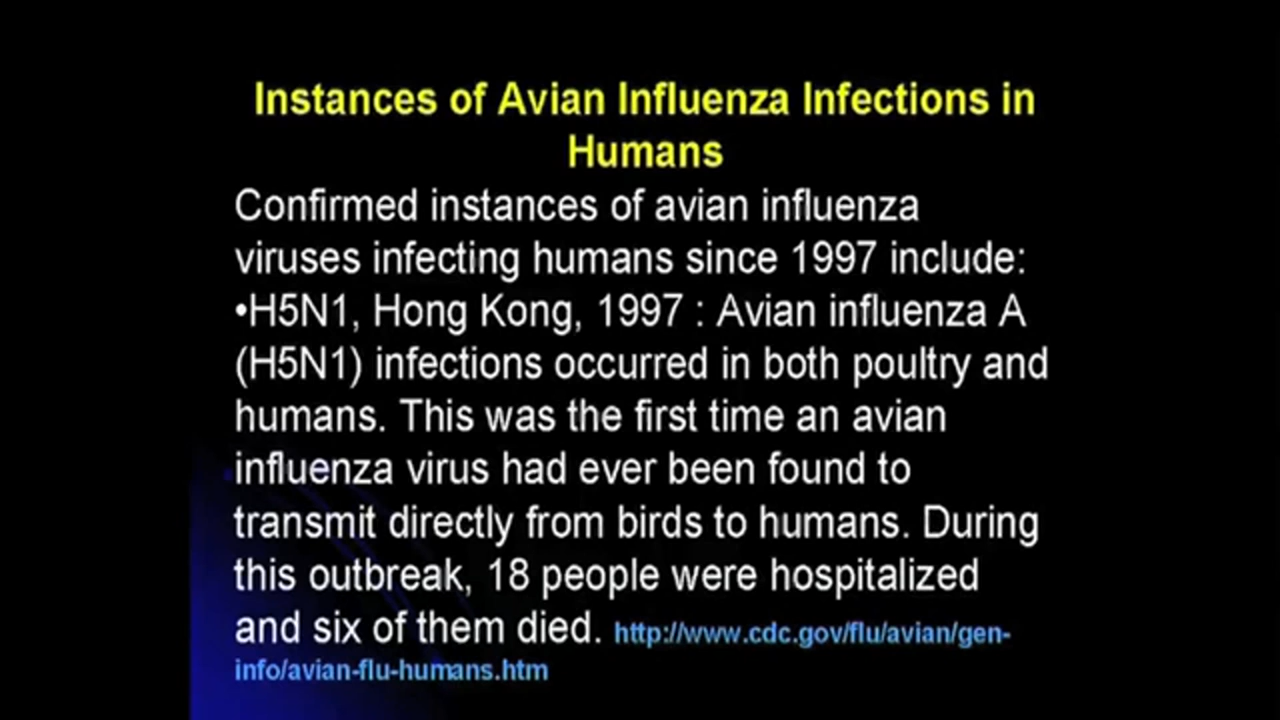 Instances of Avian Influenza Infections in
Humans
Confirmed instances of avian influenza
viruses infecting humans since 1997 include:
•H5N1, Hong Kong, 1997 : Avian influenza A
(H5N1) infections occurred in both poultry and
humans. This was the first time an avian
influenza virus had ever been found to
transmit directly from birds to humans. During
this outbreak, 18 people were hospitalized
and six of them died. http://www.cdc.gov/flu/avian/gen-
info/avian-flu-humans.htm